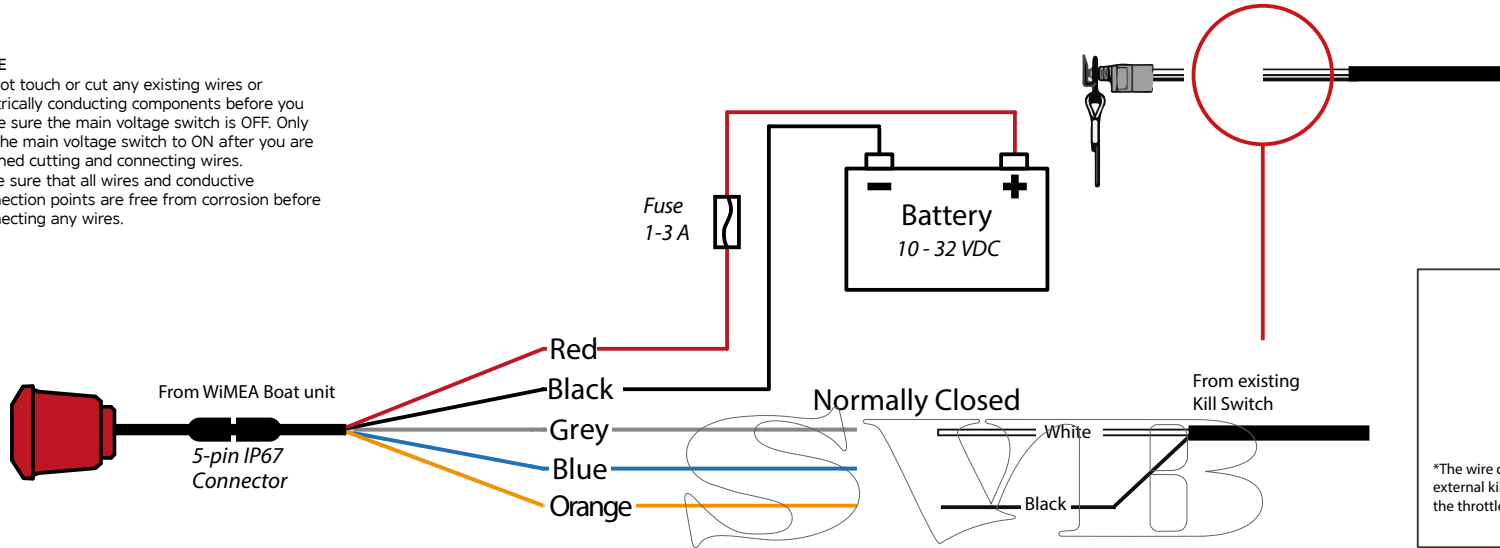 ot touch or cut any existing wires or
trically conducting components before you
e sure the main voltage switch is OFF. Only
he main voltage switch to ON after you are
ned cutting and connecting wires.
e sure that all wires and conductive
nection points are free from corrosion before
necting any wires.
Fuse
1-3 A
Battery
10 - 32 VDC
Red
From WiMEA Boat unit
Black
Normally Closed
From existing
Kill Switch
Grey
White
5-pin IP67
Connector
Blue
Orange
Black
SVB
*The wire
external
the throttle